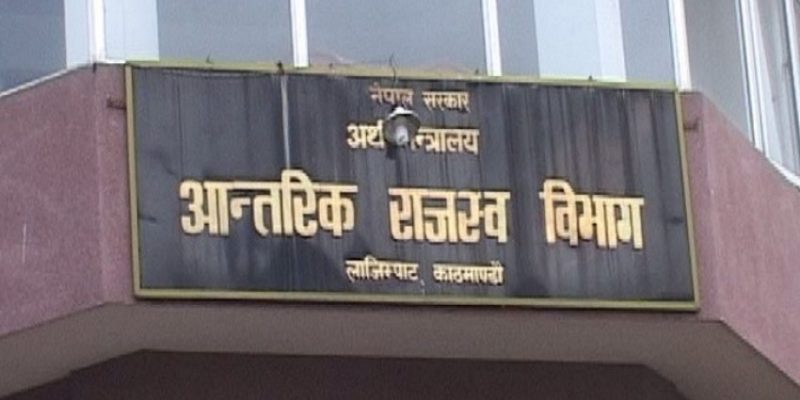 नेपाल सरकार
अर्थ मन्त्रालय
आन्तरिक राजस्व विभाग
लाजिम्पाट, काठमाण्डौ